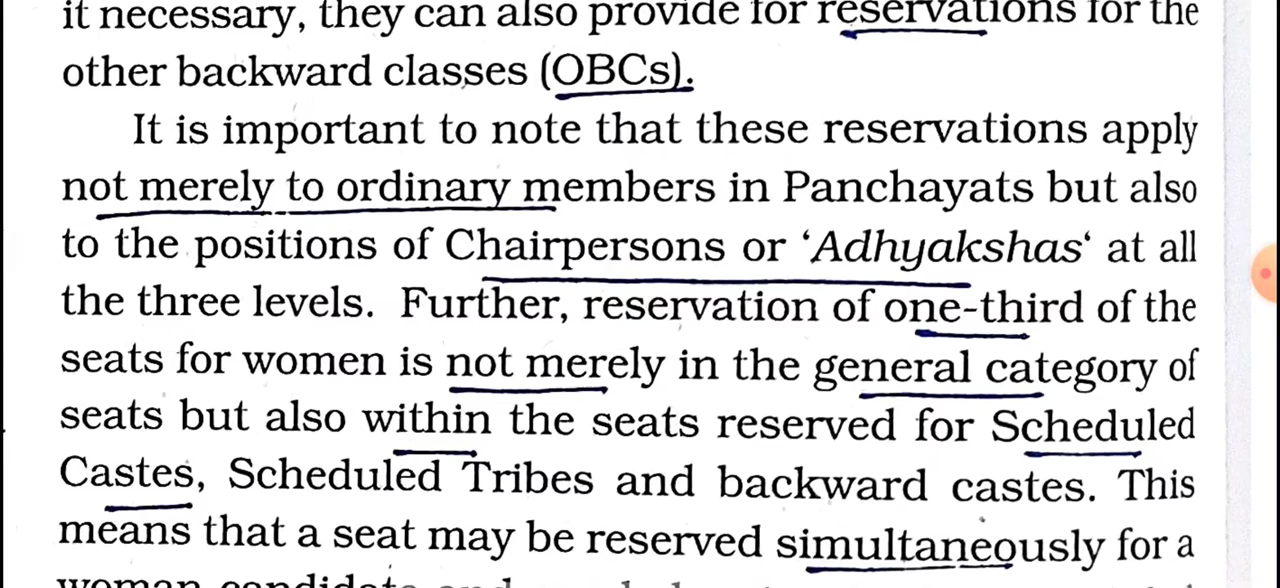 it necessary, they can also provide for reservations for the
other backward classes (OBCs).
It is important to note that these reservations apply
not merely to ordinary members in Panchayats but also
to the positions of Chairpersons or ‘Adhyakshas‘ at all
the three levels. Further, reservation of one-third of the
seats for women is not merely in the general category of
seats but also within the seats reserved for Scheduled
Castes, Scheduled Tribes and backward castes. This
means that a seat may be reserved simultaneously for a
woman candidate and